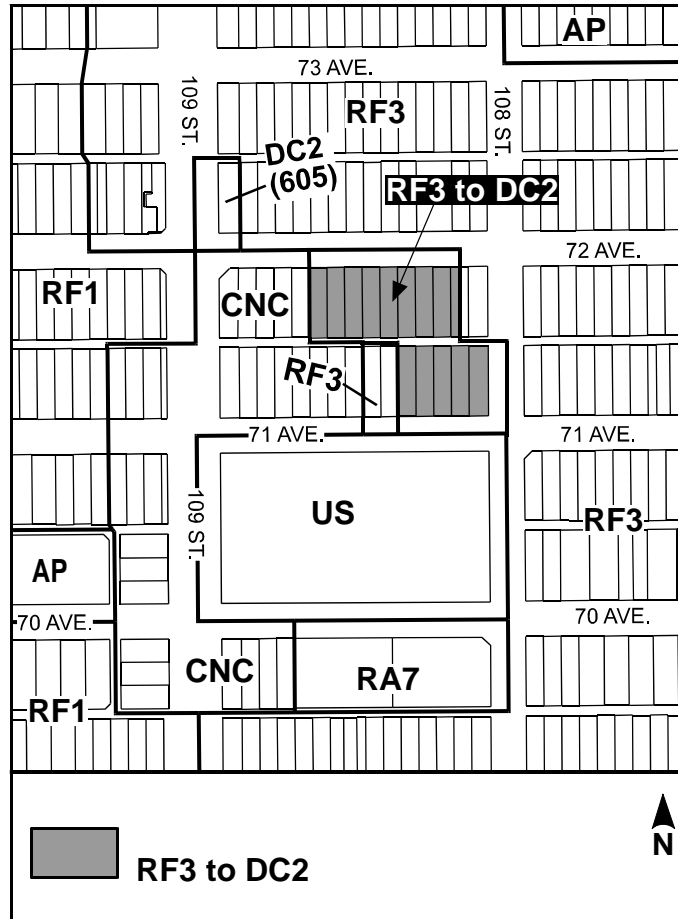 AP
73 AVE.
109 ST.
RF3
108 ST.
DC2
(605)
RF3 to DC2
72 AVE.
RF1
CNC
RF3
71 AVE.
71 AVE.
109 ST.
US
RF3
AP
70 AVE.
70 AVE.
CNC
RA7
RF1
RF3 to DC2
N